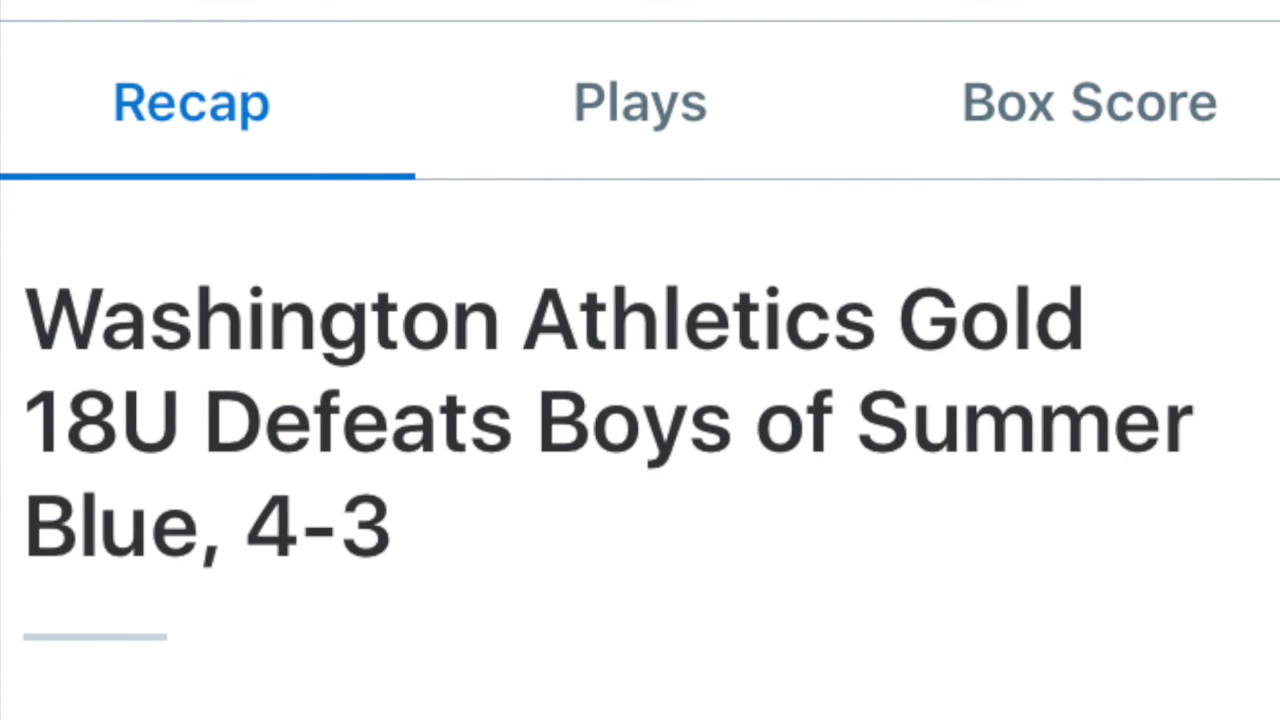 Recap Plays Box Score
Washington Athletics Gold
18U Defeats Boys of Summer
Blue, 4-3